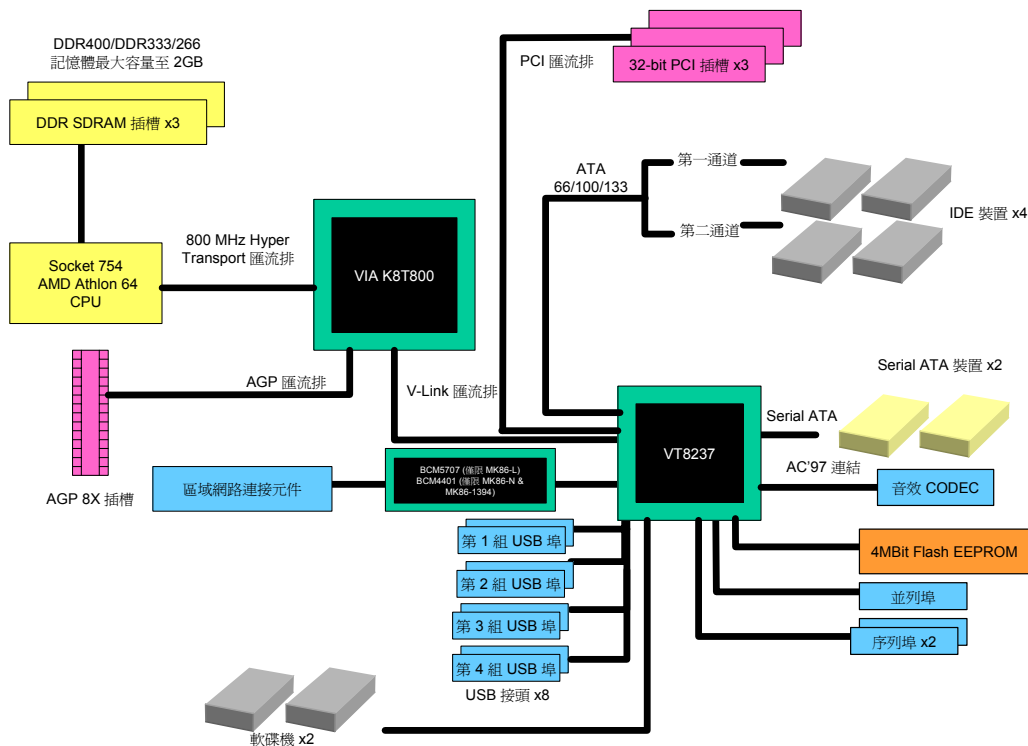 DDR400/DDR333/266
記憶體最大容量至 2GB
DDR SDRAM 插槽 x3
PCI 匯流排
32-bit PCI 插槽 x3
ATA
66/100/133
第一通道
第二通道
IDE 裝置 x4
800 MHz Hyper
Transport 匯流排
Socket 754
AMD Athlon 64
CPU
VIA K8T800
AGP 匯流排
V-Link 匯流排
AGP 8X 插槽
Serial ATA 裝置 x2
Serial ATA
VT8237
AC'97 連結
音效 CODEC
區域網路連接元件
BCM5707 (僅限 MK86-L)
BCM4401 (僅限 MK86-N &
MK86-1394)
第 1 組 USB 埠
第 2 組 USB 埠
第 3 組 USB 埠
第 4 組 USB 埠
USB 接頭 x8
4MBit Flash EEPROM
並列埠
序列埠 x2
軟碟機 x2